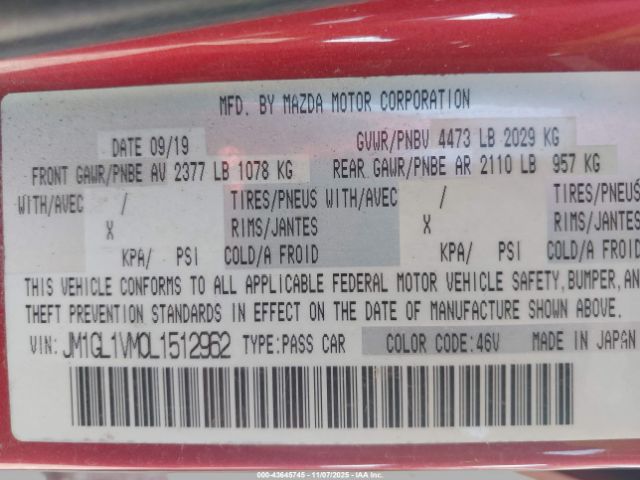 MFD. BY MAZDA MOTOR CORPORATION
DATE 09/19 GVWR/PNBV 4473 LB 2029 KG
FRONT GAWR/PNBE AV 2377 LB 1078 KG REAR GAWR/PNBE AR 2110 LB 957 KG
WITH/AVEC / TIRES/PNEUS WITH/AVEC / TIRES/PNEUS
X RIMS/JANTES X RIMS/JANTES
KPA/ PSI COLD/A FROID KPA/ PSI COLD/A FROID
THIS VEHICLE CONFORMS TO ALL APPLICABLE FEDERAL MOTOR VEHICLE SAFETY, BUMPER, AND
THEFT PREVENTION STANDARDS IN EFFECT ON THE DATE OF MANUFACTURE SHOWN ABOVE.
VIN: JM1GL1VM0L1512962 TYPE:PASS CAR COLOR CODE:46V MADE IN JAPAN
000-43645745 - 11/07/2025 - IAAI.COM